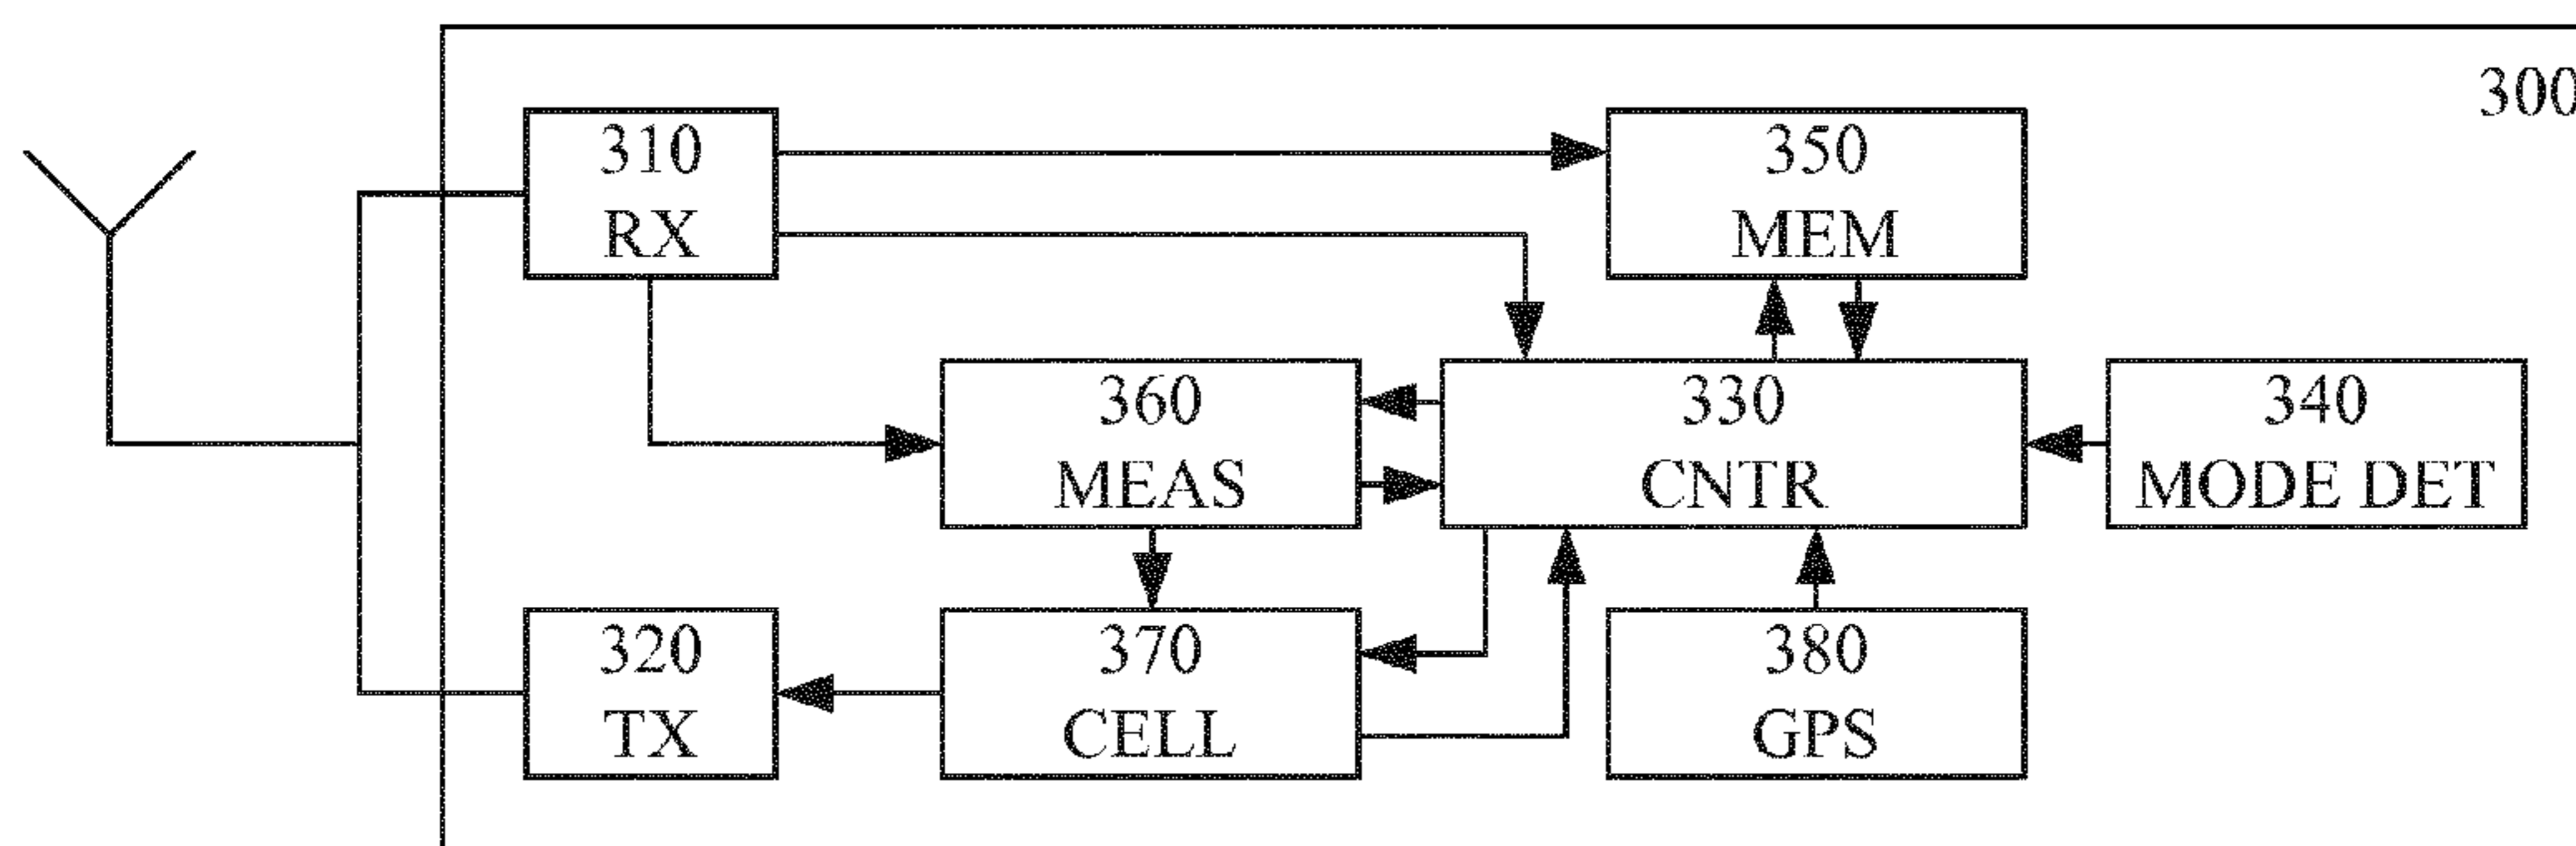 300
310
RX
350
MEM
360
MEAS
330
CNTR
340
MODE DET
320
TX
370
CELL
380
GPS